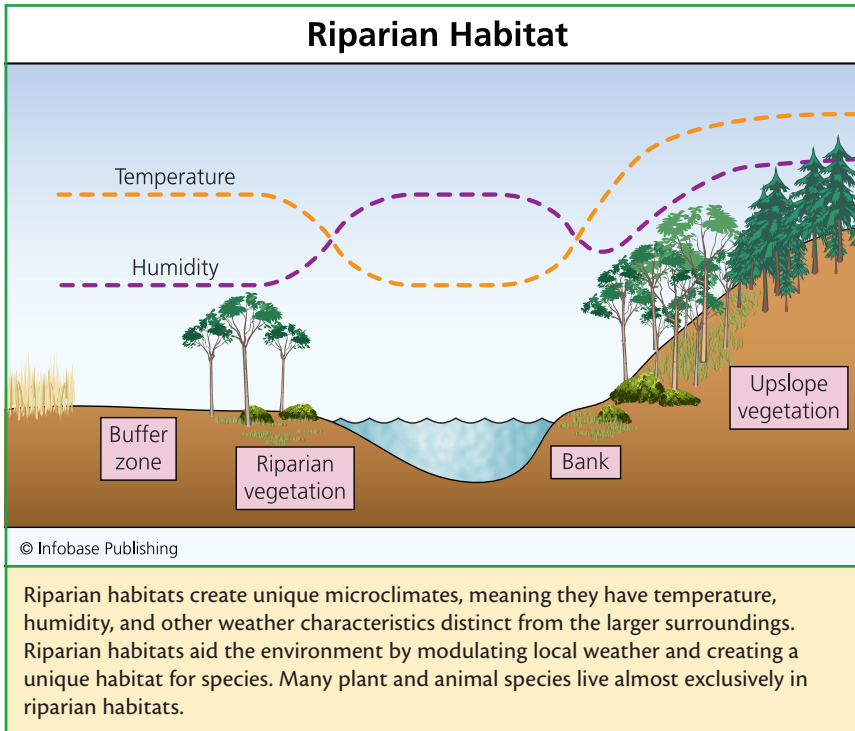 Riparian Habitat
Temperature
Humidity
Buffer
zone
Riparian
vegetation
Bank
Upslope
vegetation
© Infobase Publishing
Riparian habitats create unique microclimates, meaning they have temperature,
humidity, and other weather characteristics distinct from the larger surroundings.
Riparian habitats aid the environment by modulating local weather and creating a
unique habitat for species. Many plant and animal species live almost exclusively in
riparian habitats.